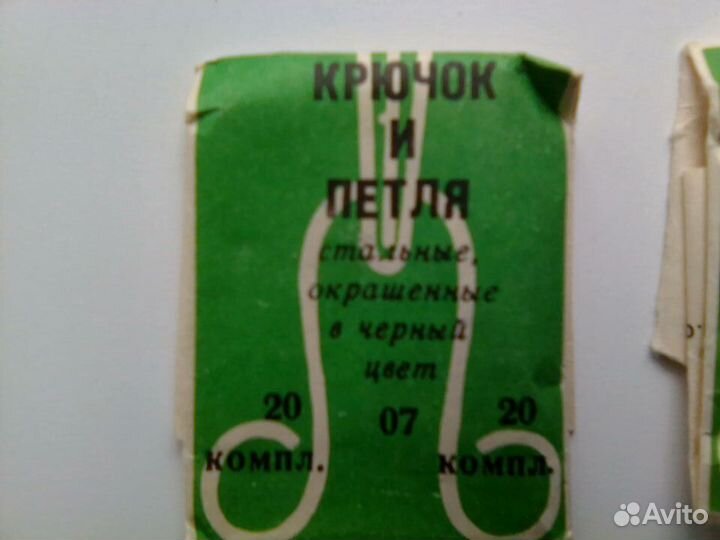 КРЮЧОК
И
ПЕТЛЯ
стальные,
окрашенные
в черный
цвет
20 07 20
компл. компл.
Avito